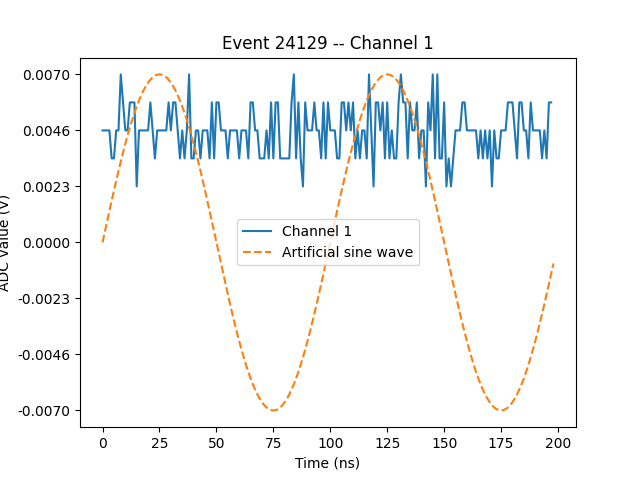 Event 24129 -- Channel 1
0.0070
0.0046
0.0023
0.0000
-0.0023
-0.0046
-0.0070
ADC Value (V)
Channel 1
Artificial sine wave
0 25 50 75 100 125 150 175 200
Time (ns)